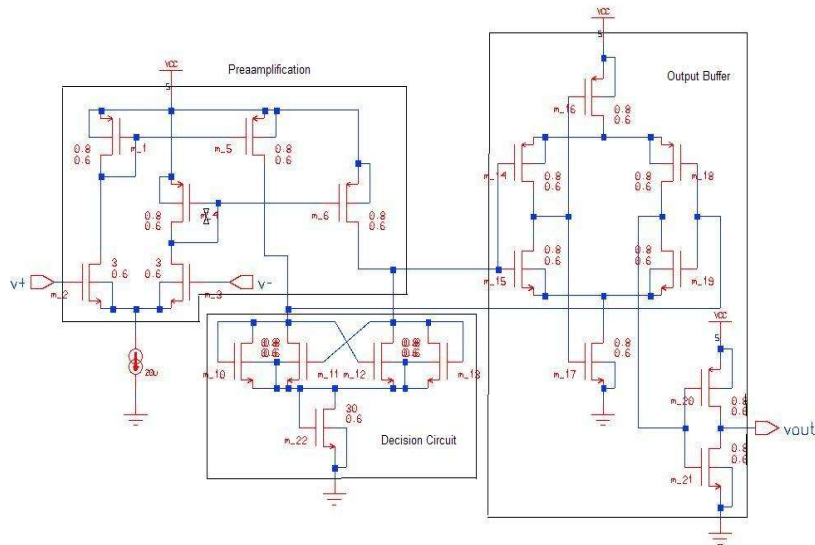 VCC
5
Output Buffer
m_16
0.8
0.6
VCC
5
Preaamplification
m_1
0.8
0.6
m_5
0.8
0.6
m_14
0.8
0.6
0.8
0.6
m_18
0.8
0.6
m_6
0.8
0.6
v+
3
0.6
m_2
3
0.6
m_3
v-
m_15
0.8
0.6
0.8
0.6
m_19
20u
m_10
m_11
m_12
m_13
m_17
0.8
0.6
VCC
5
m_22
30
0.6
Decision Circuit
m_20
vout
m_21